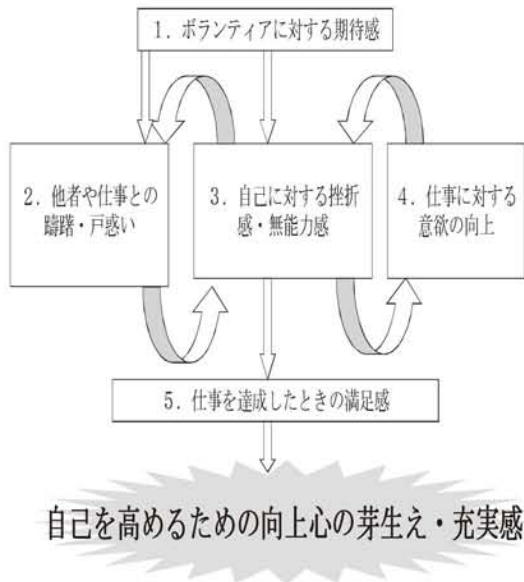 1. ボランティアに対する期待感
2. 他者や仕事との
躊躇・戸惑い
3. 自己に対する挫折
感・無能力感
4. 仕事に対する
意欲の向上
5. 仕事を達成したときの満足感
自己を高めるための向上心の芽生え・充実感